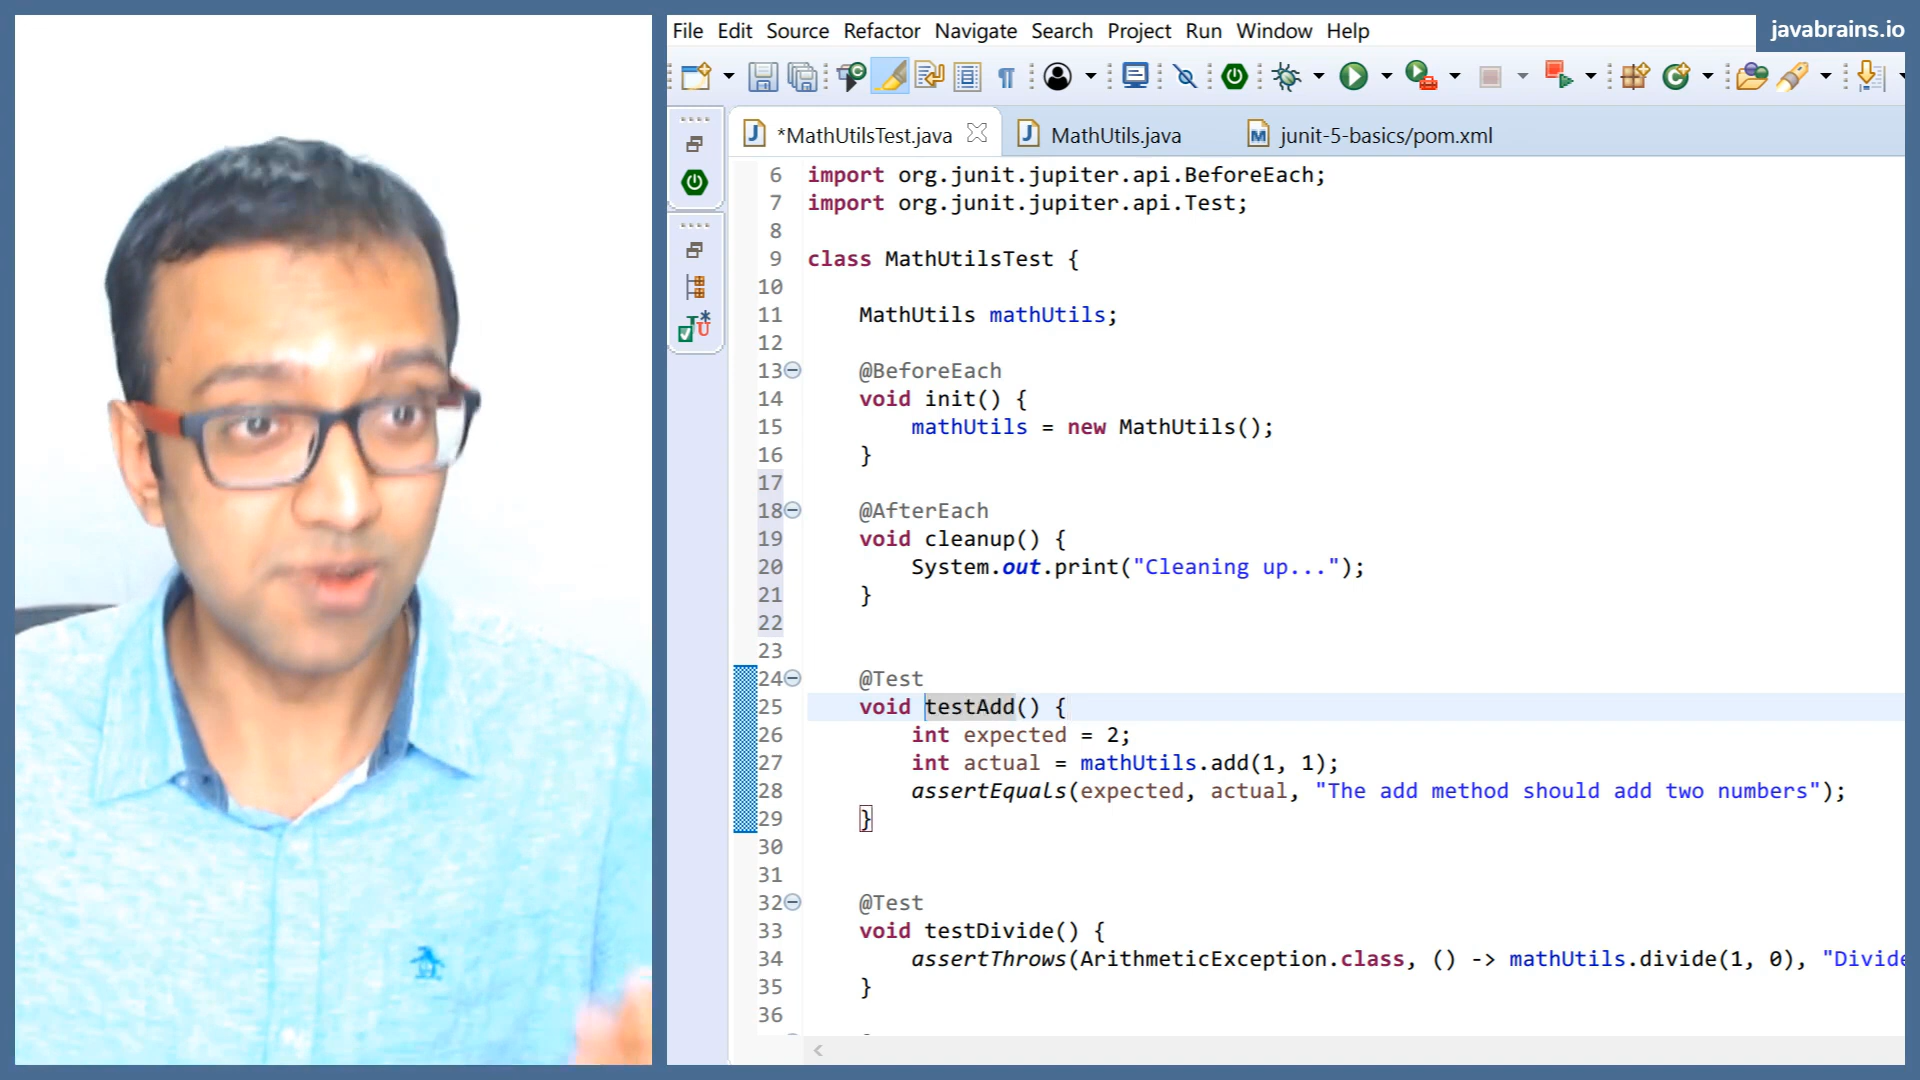 javabrains.io
File Edit Source Refactor Navigate Search Project Run Window Help
*MathUtilsTest.java MathUtils.java junit-5-basics/pom.xml
6 import org.junit.jupiter.api.BeforeEach;
7 import org.junit.jupiter.api.Test;
8
9 class MathUtilsTest {
10
11 MathUtils mathUtils;
12
13 @BeforeEach
14 void init() {
15 mathUtils = new MathUtils();
16 }
17
18 @AfterEach
19 void cleanup() {
20 System.out.print("Cleaning up...");
21 }
22
23
24 @Test
25 void testAdd() {
26 int expected = 2;
27 int actual = mathUtils.add(1, 1);
28 assertEquals(expected, actual, "The add method should add two numbers");
29 }
30
31
32 @Test
33 void testDivide() {
34 assertThrows(ArithmeticException.class, () -> mathUtils.divide(1, 0), "Divide
35 }
36